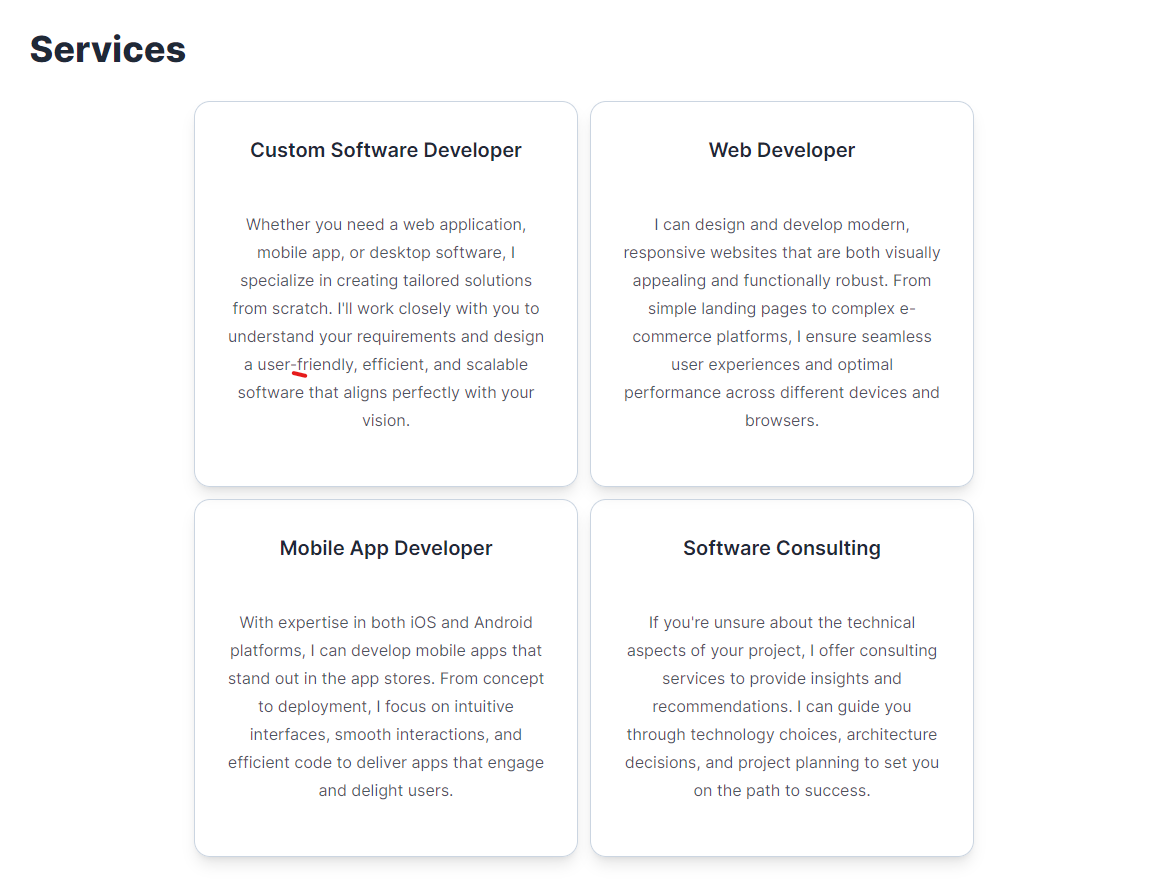 Services
Custom Software Developer
Whether you need a web application,
mobile app, or desktop software, I
specialize in creating tailored solutions
from scratch. I'll work closely with you to
understand your requirements and design
a user-friendly, efficient, and scalable
software that aligns perfectly with your
vision.
Web Developer
I can design and develop modern,
responsive websites that are both visually
appealing and functionally robust. From
simple landing pages to complex e-
commerce platforms, I ensure seamless
user experiences and optimal
performance across different devices and
browsers.
Mobile App Developer
With expertise in both iOS and Android
platforms, I can develop mobile apps that
stand out in the app stores. From concept
to deployment, I focus on intuitive
interfaces, smooth interactions, and
efficient code to deliver apps that engage
and delight users.
Software Consulting
If you're unsure about the technical
aspects of your project, I offer consulting
services to provide insights and
recommendations. I can guide you
through technology choices, architecture
decisions, and project planning to set you
on the path to success.